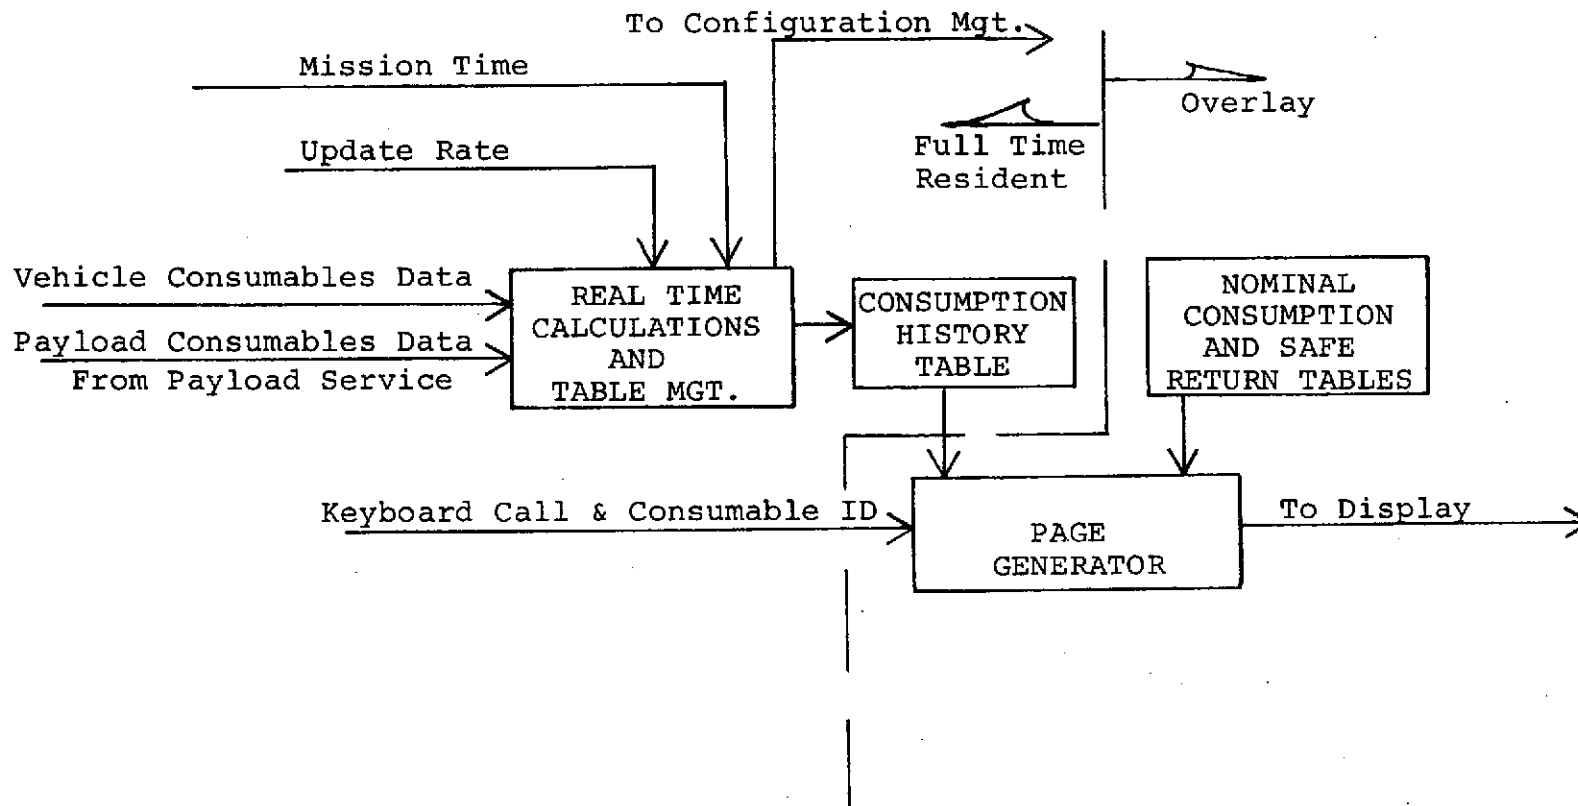 To Configuration Mgt.
Mission Time
Overlay
Update Rate
Full Time
Resident
Vehicle Consumables Data
Payload Consumables Data
From Payload Service
REAL TIME
CALCULATIONS
AND
TABLE MGT.
CONSUMPTION
HISTORY
TABLE
NOMINAL
CONSUMPTION
AND SAFE
RETURN TABLES
Keyboard Call & Consumable ID
PAGE
GENERATOR
To Display